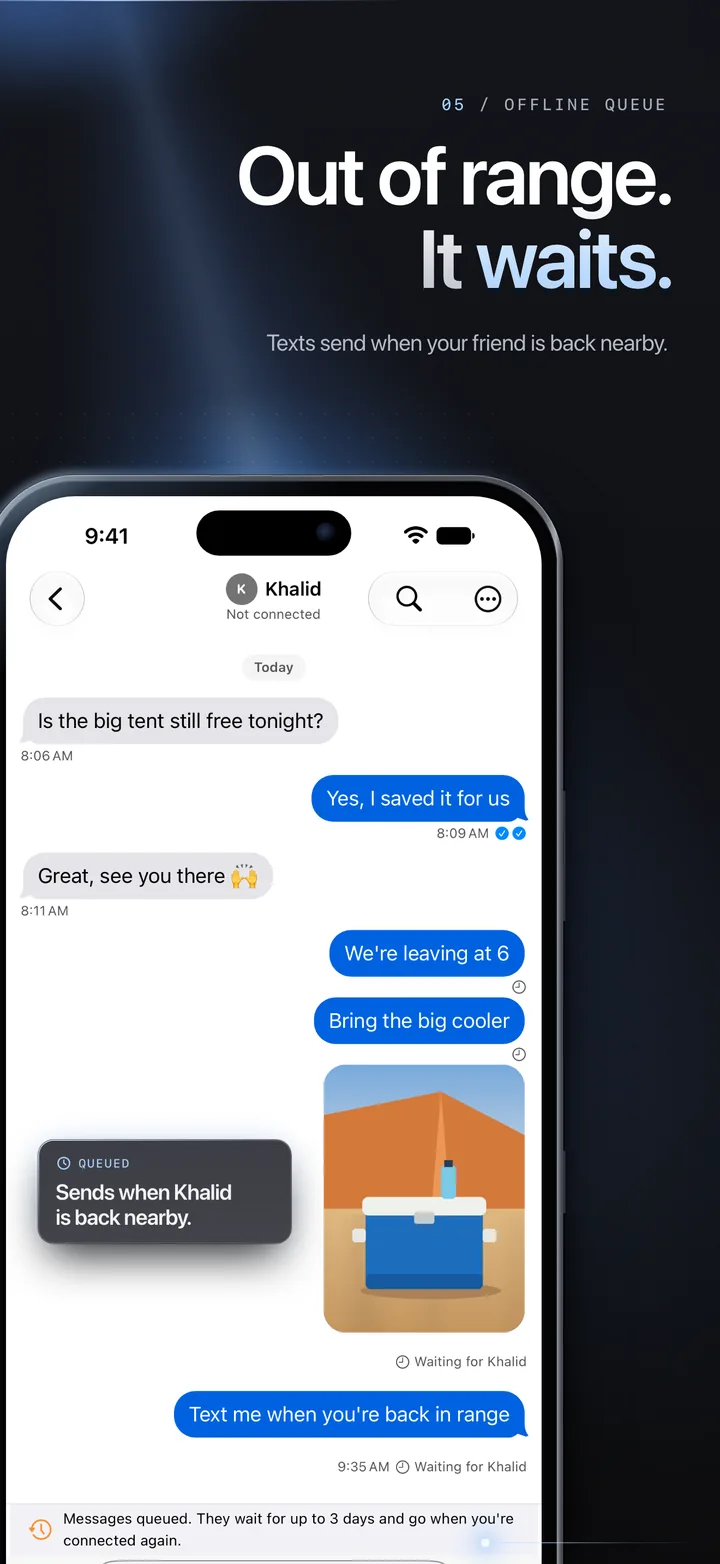 05 / OFFLINE QUEUE
Out of range.
It waits.
Texts send when your friend is back nearby.
9:41
K
Khalid
Not connected
Today
Is the big tent still free tonight?
8:06 AM
Yes, I saved it for us
8:09 AM
Great, see you there 🙌
8:11 AM
We're leaving at 6
Bring the big cooler
QUEUED
Sends when Khalid
is back nearby.
Waiting for Khalid
Text me when you're back in range
9:35 AM Waiting for Khalid
Messages queued. They wait for up to 3 days and go when you're
connected again.